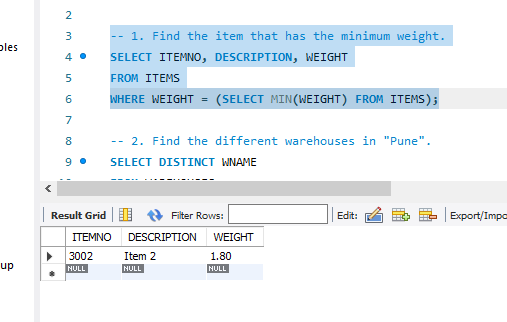 2
3 -- 1. Find the item that has the minimum weight.
4 SELECT ITEMNO, DESCRIPTION, WEIGHT
5 FROM ITEMS
6 WHERE WEIGHT = (SELECT MIN(WEIGHT) FROM ITEMS);
7
8 -- 2. Find the different warehouses in "Pune".
9 SELECT DISTINCT WNAME
Result Grid Filter Rows: Edit: Export/Impo
ITEMNO DESCRIPTION WEIGHT
3002 Item 2 1.80
NULL NULL NULL
up